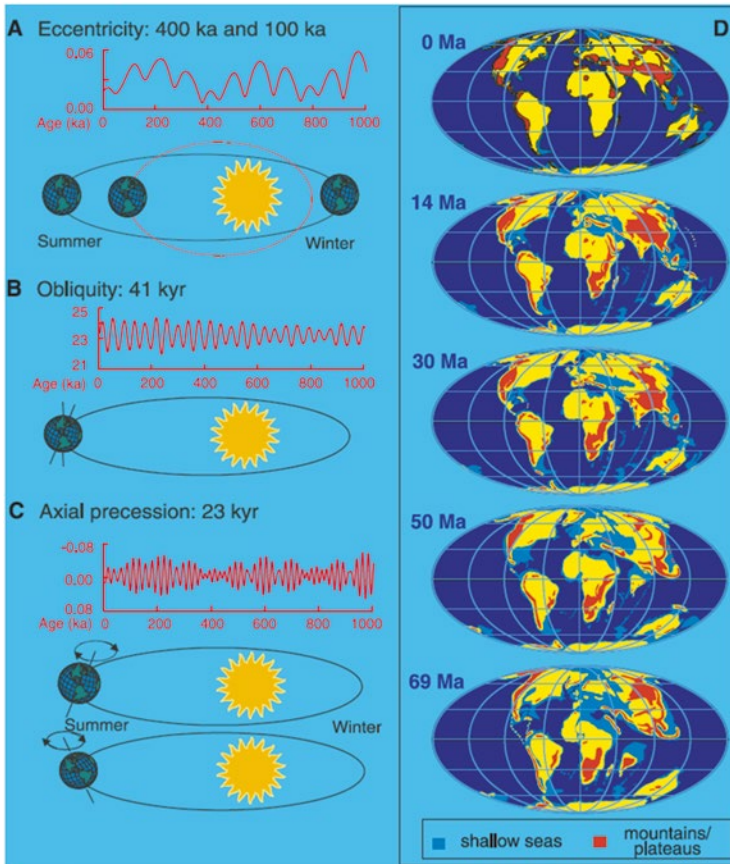 A Eccentricity: 400 ka and 100 ka
0.06
0.00
Age (ka) 0 200 400 600 800 1000
Summer Winter
B Obliquity: 41 kyr
25
23
21
Age (ka) 0 200 400 600 800 1000
C Axial precession: 23 kyr
-0.08
0.00
0.08
Age (ka) 0 200 400 600 800 1000
Summer Winter
D
0 Ma
14 Ma
30 Ma
50 Ma
69 Ma
shallow seas
mountains/
plateaus